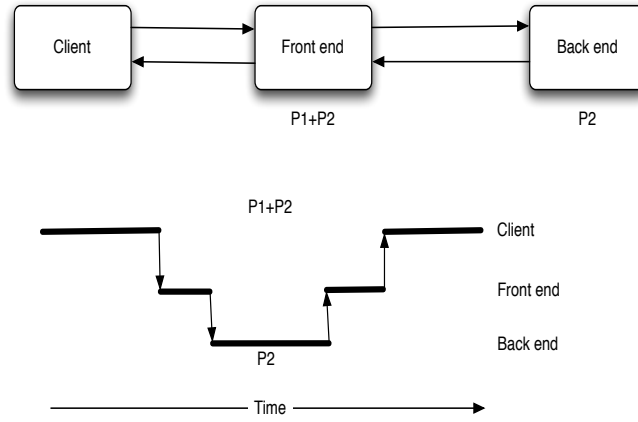 Client
Front end
Back end
P1+P2
P2
P1+P2
Client
Front end
Back end
P2
Time